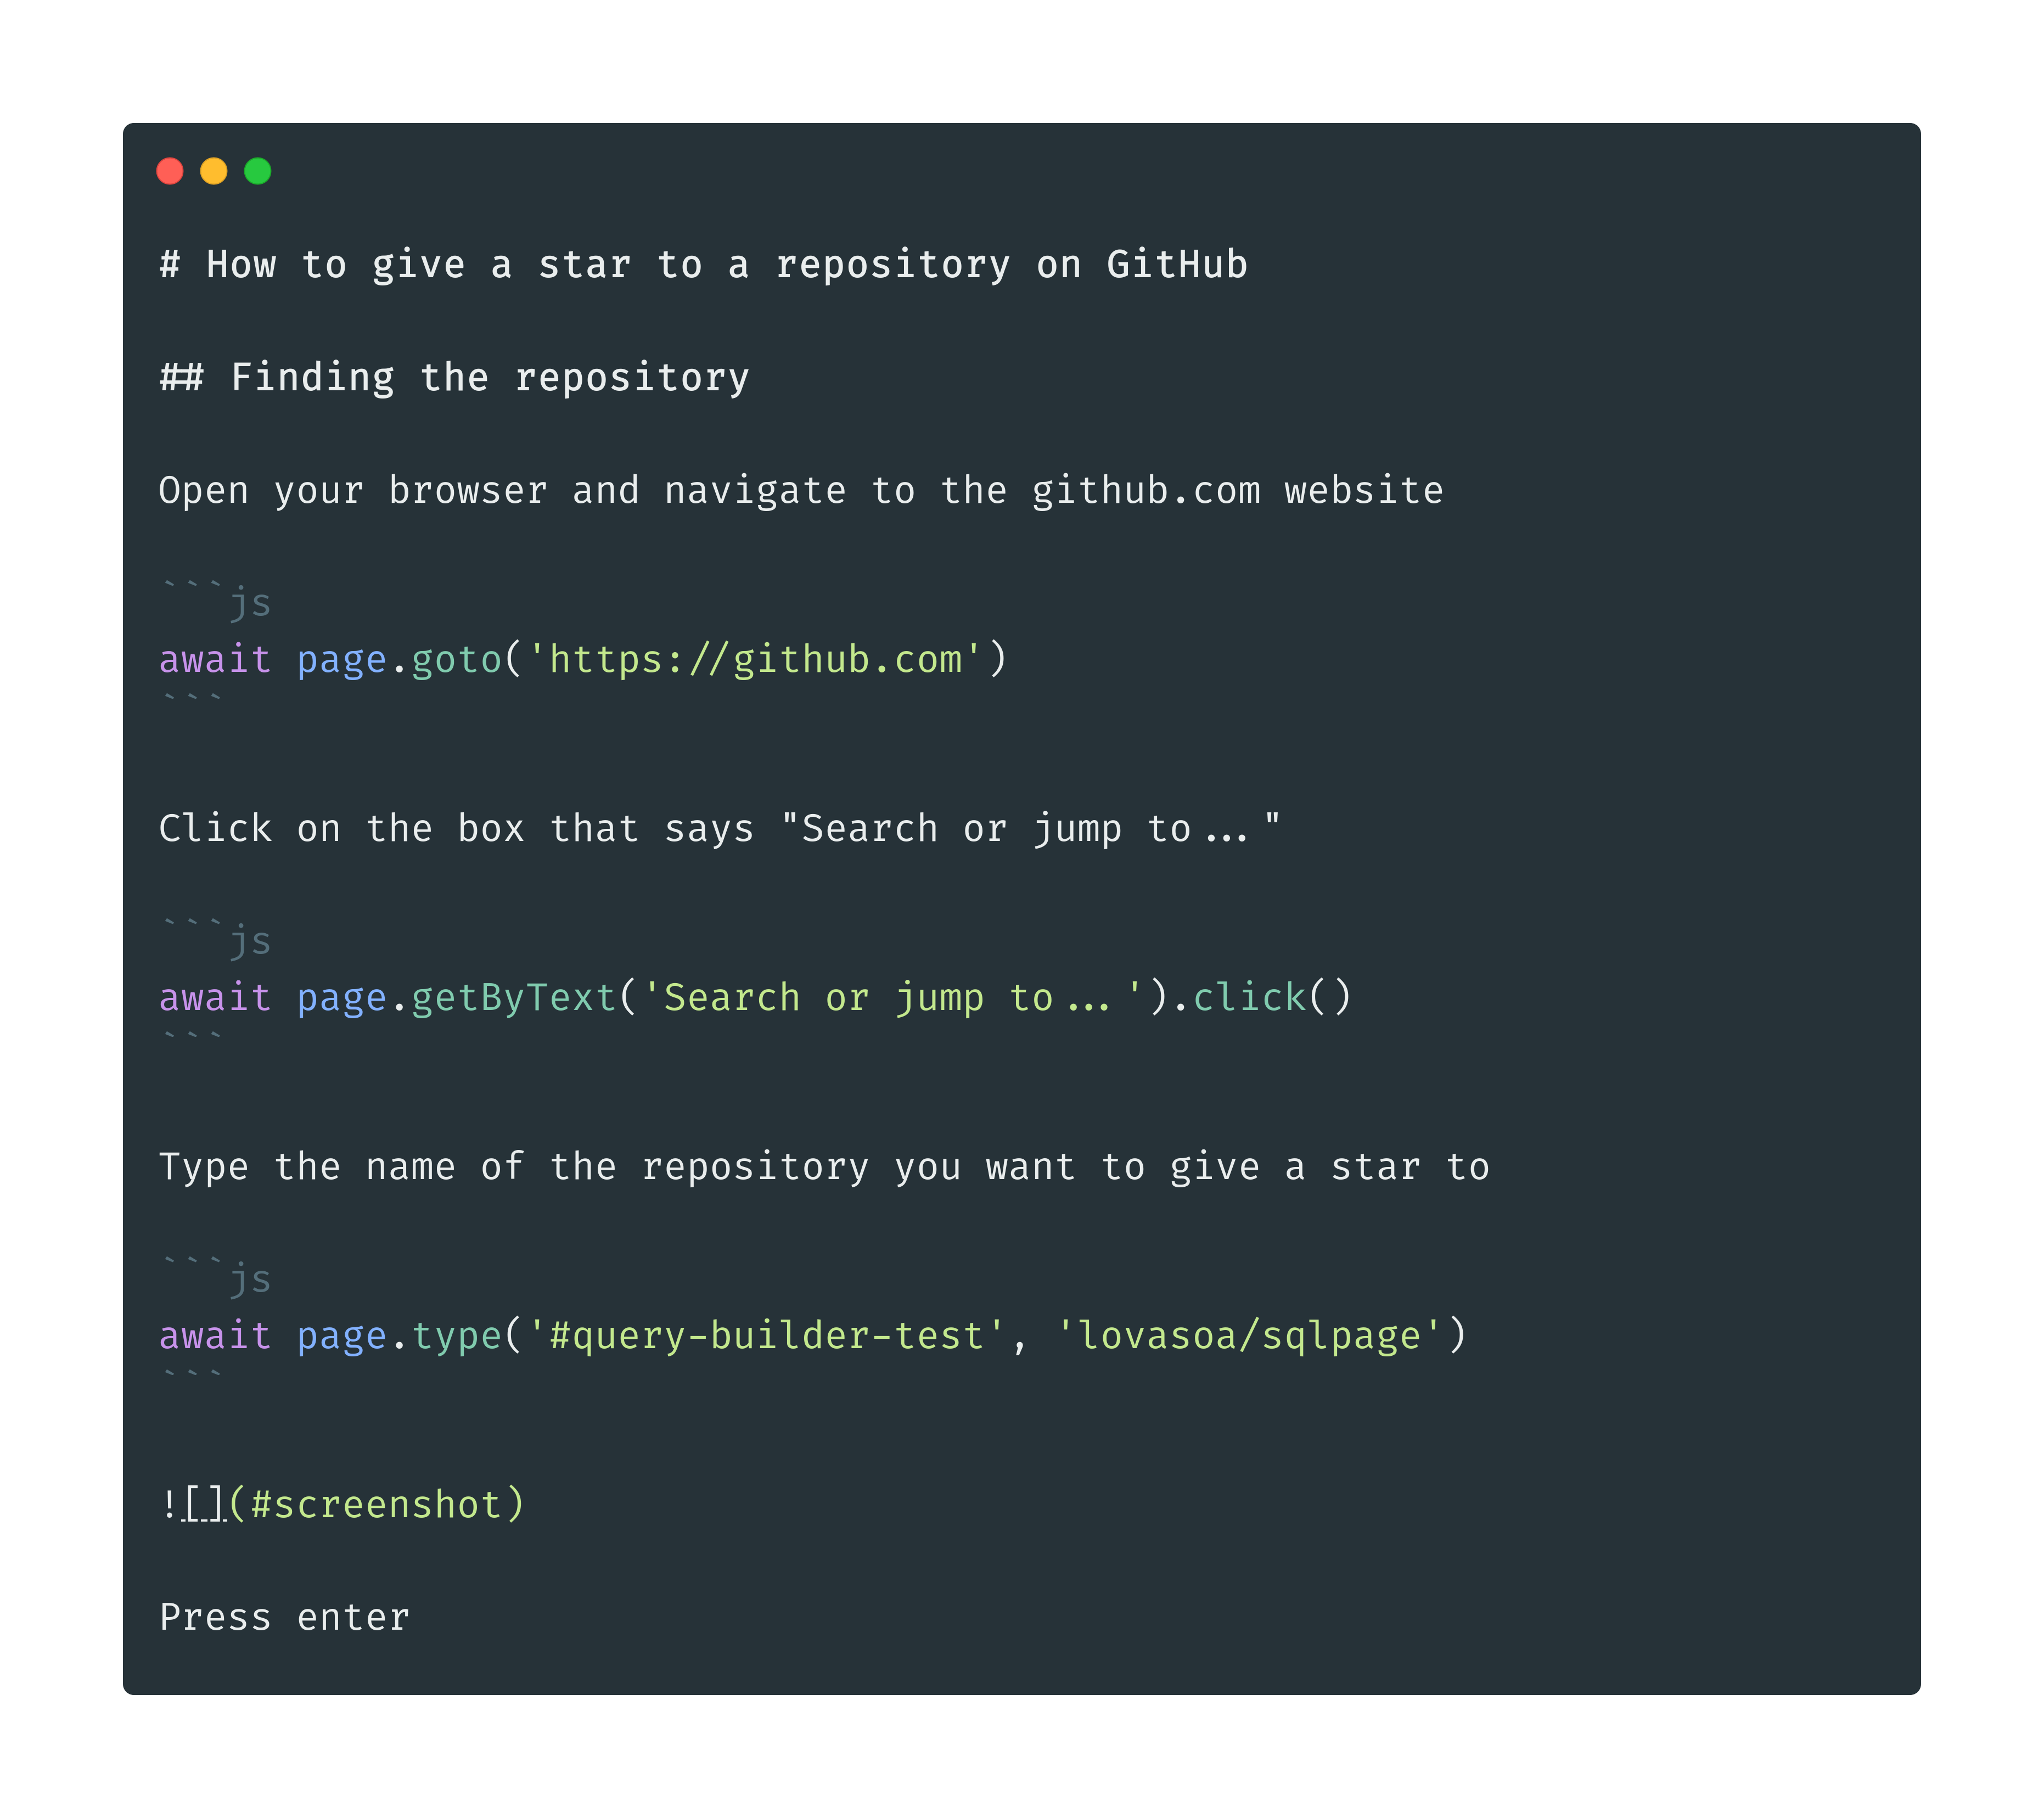 # How to give a star to a repository on GitHub
## Finding the repository
Open your browser and navigate to the github.com website
```js
await page.goto('https://github.com')
```
Click on the box that says "Search or jump to..."
```js
await page.getByText('Search or jump to...').click()
```
Type the name of the repository you want to give a star to
```js
await page.type('#query-builder-test', 'lovasoa/sqlpage')
```
![](#screenshot)
Press enter